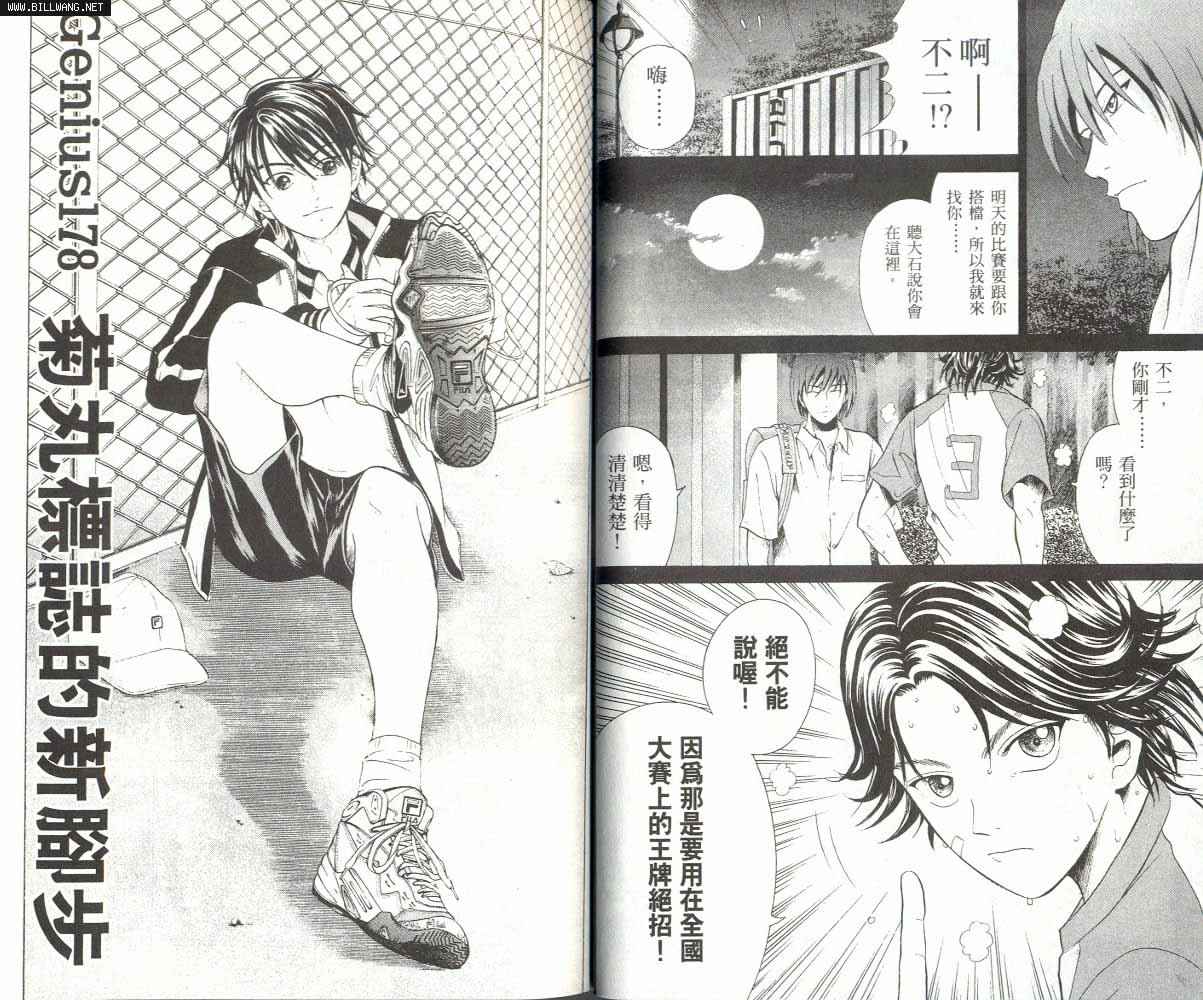 WWW.BILLWANG.NET
啊——
不二!?
嗨……
明天的比賽要跟你
搭檔，所以我就來
找你……
聽大石說你會
在這裡。
不二，
你剛才……
看到什麼了
嗎？
3
嗯，看得
清清楚楚！
絕不能
說喔！
因為那是要用在全國
大賽上的王牌絕招！
Genius178
菊丸標誌的新腳步
F
FILA
F
F